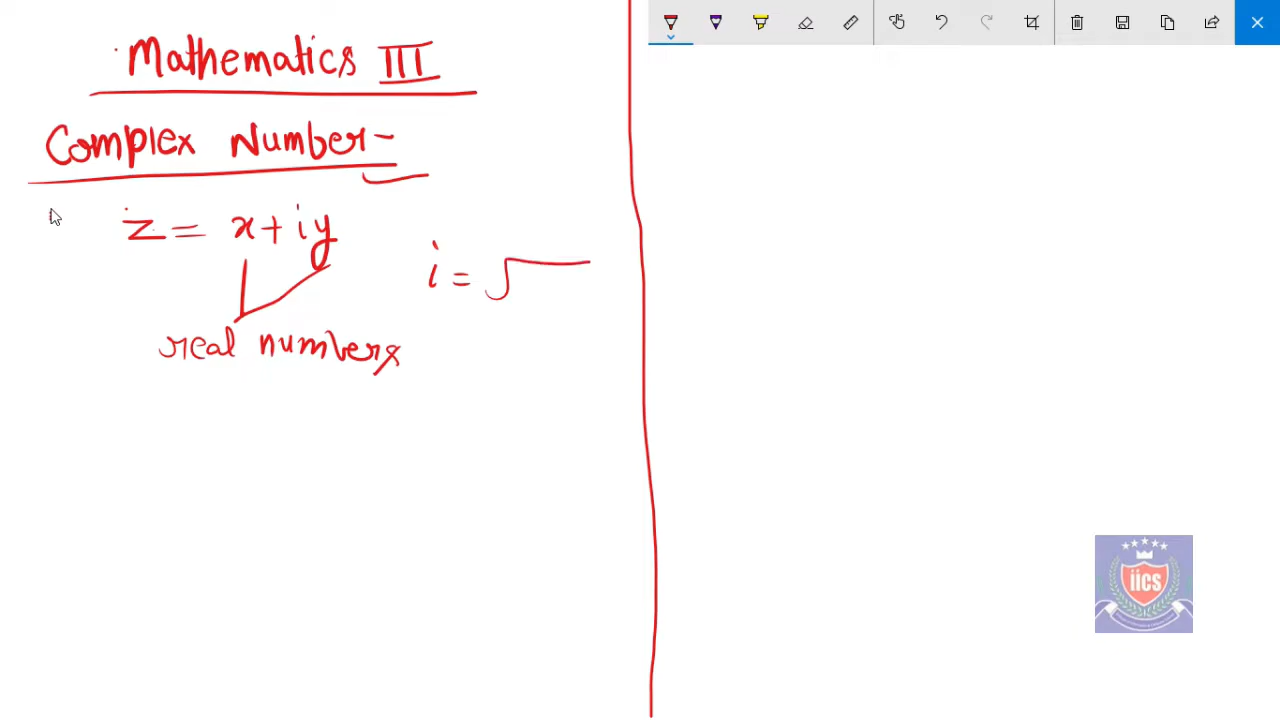 Mathematics III
Complex Number-
z = x + iy
i = √
real numbers
iics